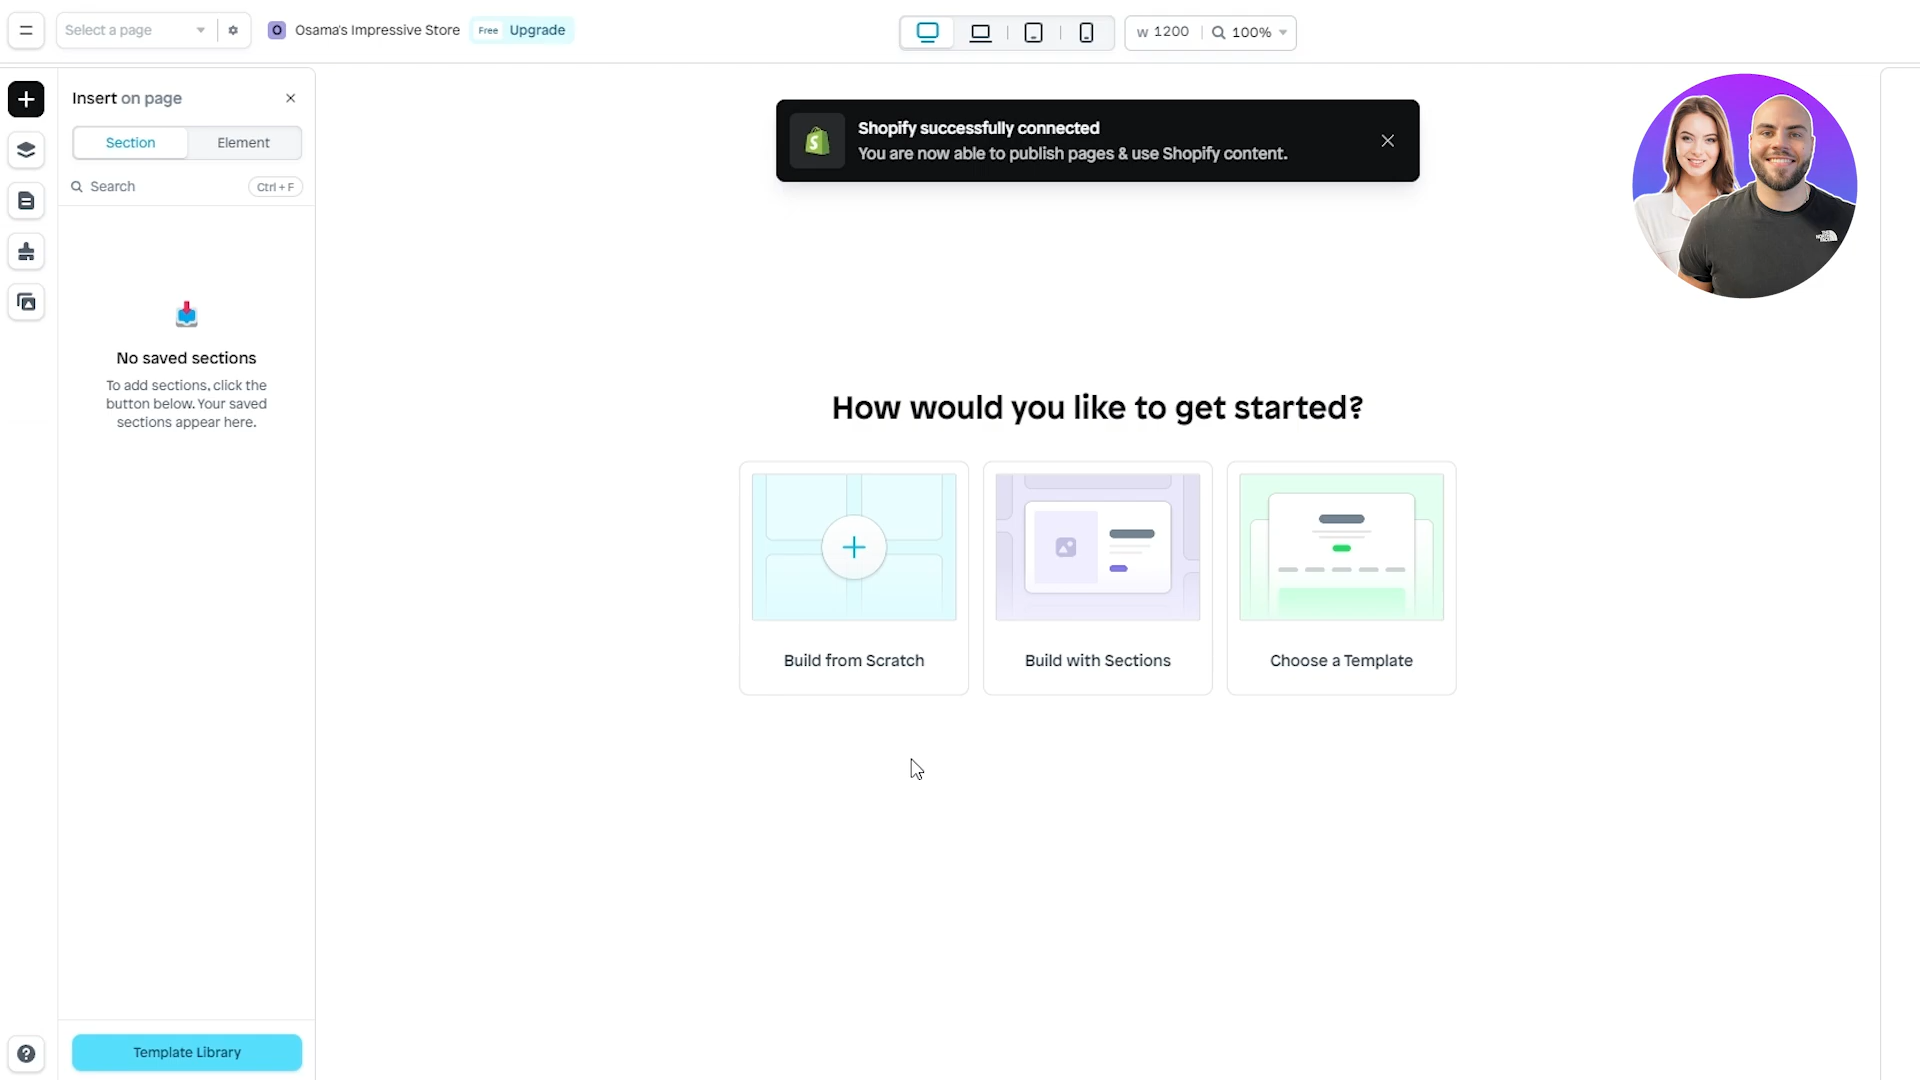 Select a page
O
Osama's Impressive Store
Free
Upgrade
W 1200
100%
Insert on page
Section
Element
Search
Ctrl + F
No saved sections
To add sections, click the
button below. Your saved
sections appear here.
Template Library
Shopify successfully connected
You are now able to publish pages & use Shopify content.
How would you like to get started?
Build from Scratch
Build with Sections
Choose a Template